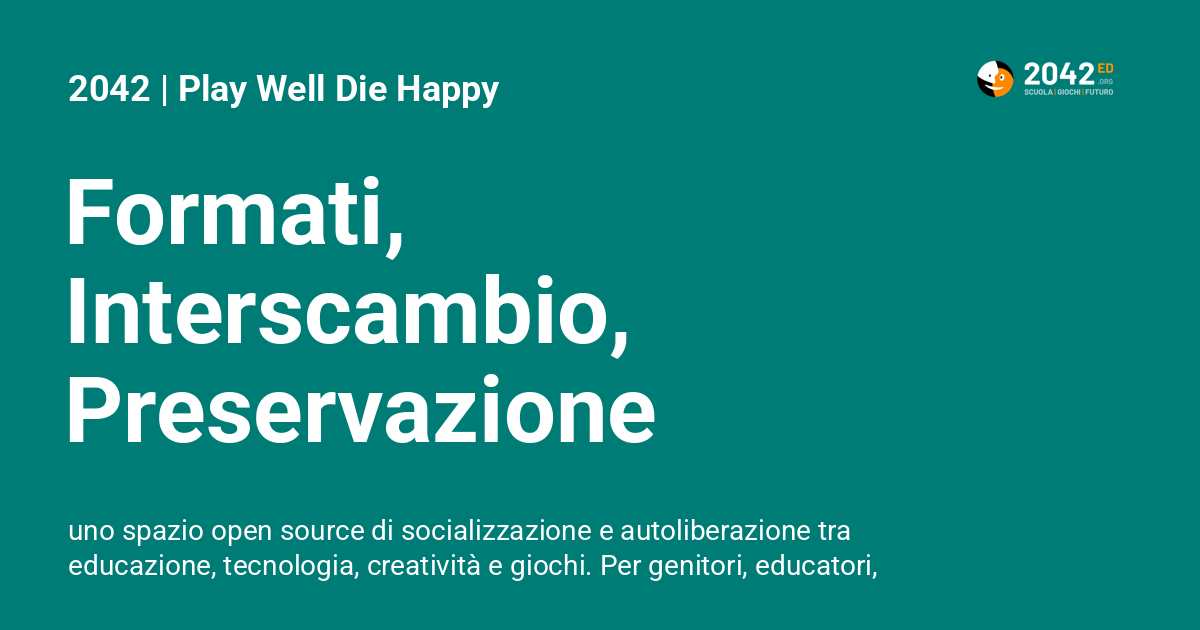 2042 | Play Well Die Happy
2042 ED
.ORG
SCUOLA | GIOCHI | FUTURO
Formati,
Interscambio,
Preservazione
uno spazio open source di socializzazione e autoliberazione tra
educazione, tecnologia, creatività e giochi. Per genitori, educatori,